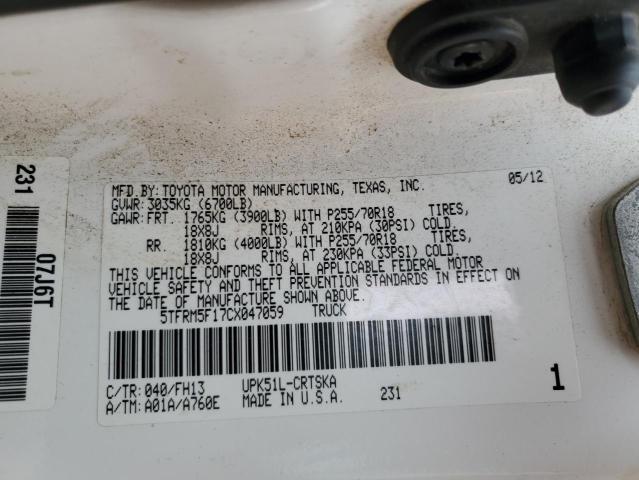 231
07J6T
MFD.BY: TOYOTA MOTOR MANUFACTURING, TEXAS, INC. 05/12
GVWR: 3035KG (6700LB)
GAWR: FRT. 1765KG (3900LB) WITH P255/70R18 TIRES,
18X8J RIMS, AT 210KPA (30PSI) COLD
RR. 1810KG (4000LB) WITH P255/70R18 TIRES,
18X8J RIMS, AT 230KPA (33PSI) COLD
THIS VEHICLE CONFORMS TO ALL APPLICABLE FEDERAL MOTOR
VEHICLE SAFETY AND THEFT PREVENTION STANDARDS IN EFFECT ON
THE DATE OF MANUFACTURE SHOWN ABOVE.
5TFRM5F17CX047059 TRUCK
C/TR: 040/FH13 UPK51L-CRTSKA
A/TM: A01A/A760E MADE IN U.S.A. 231 1